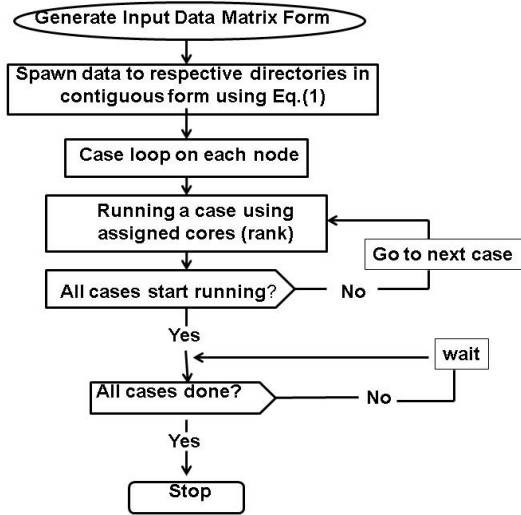 Generate Input Data Matrix Form
Spawn data to respective directories in
contiguous form using Eq.(1)
Case loop on each node
Running a case using
assigned cores (rank)
Go to next case
All cases start running?
No
Yes
wait
All cases done?
No
Yes
Stop